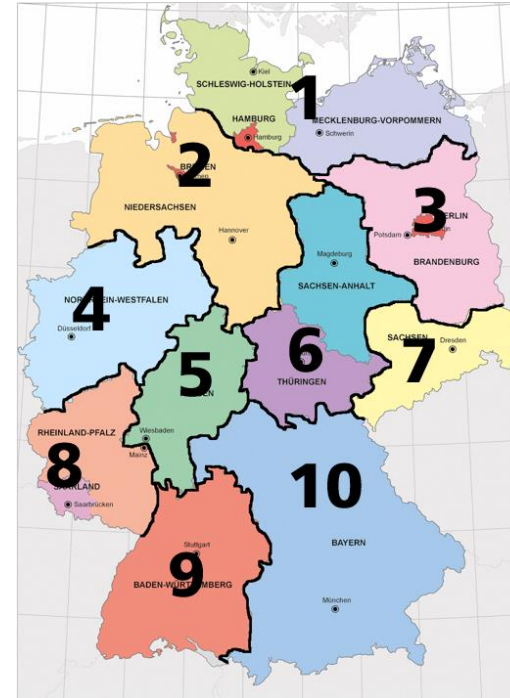 Kiel
SCHLESWIG-HOLSTEIN
1
HAMBURG
MECKLENBURG-VORPOMMERN
Hamburg
Schwerin
2
3
NIEDERSACHSEN
Hannover
Potsdam
BRANDENBURG
Magdeburg
SACHSEN-ANHALT
4
Düsseldorf
5
6
SACHSEN
Dresden
7
THÜRINGEN
RHEINLAND-PFALZ
Wiesbaden
Mainz
8
Saarbrücken
10
Stuttgart
BAYERN
9
München